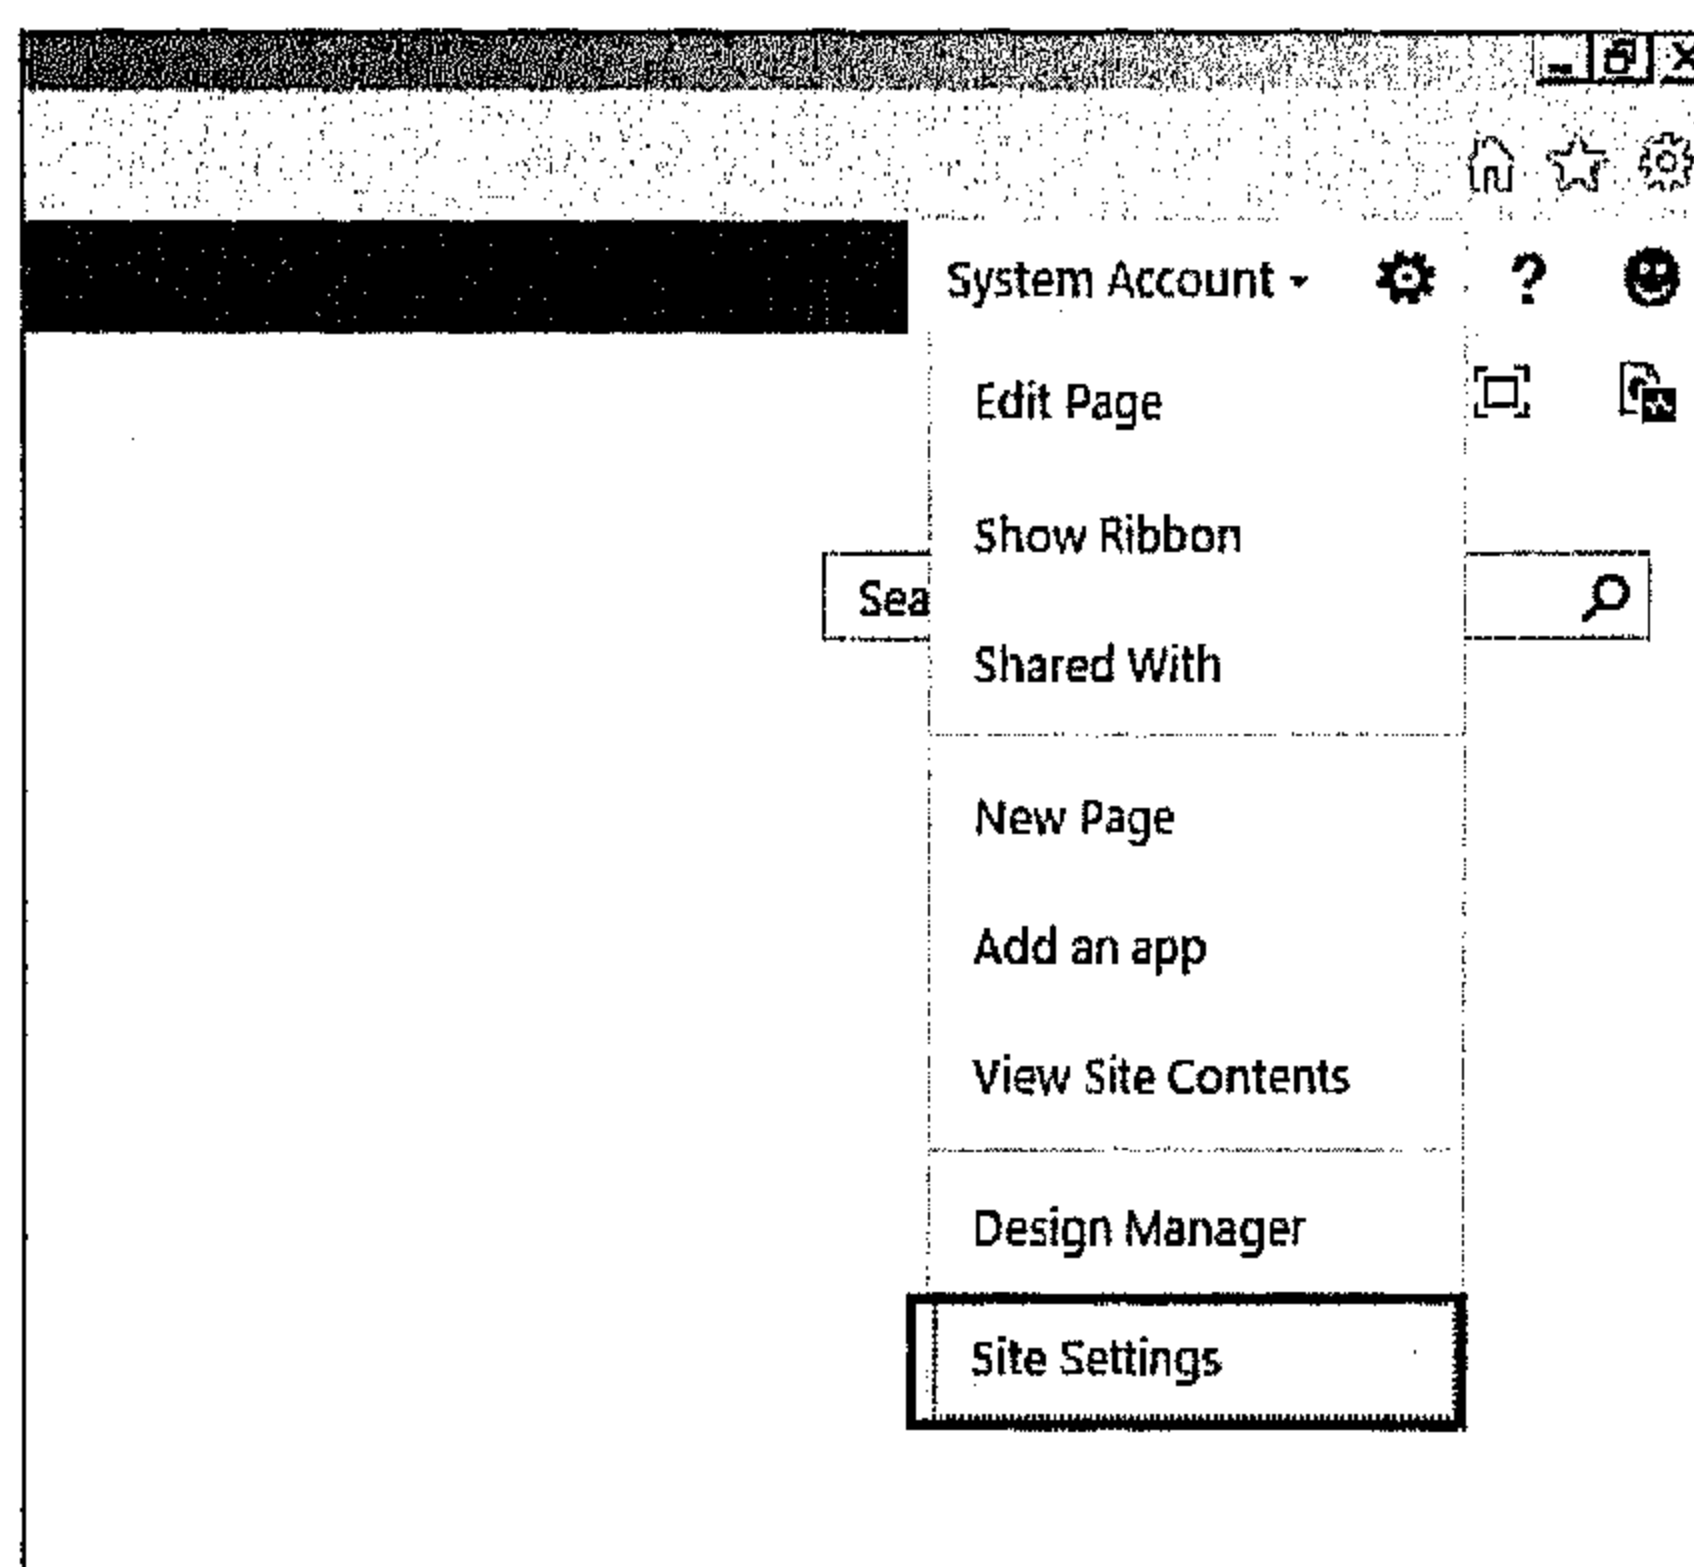 System Account
?
Edit Page
Show Ribbon
Sea
Shared With
New Page
Add an app
View Site Contents
Design Manager
Site Settings